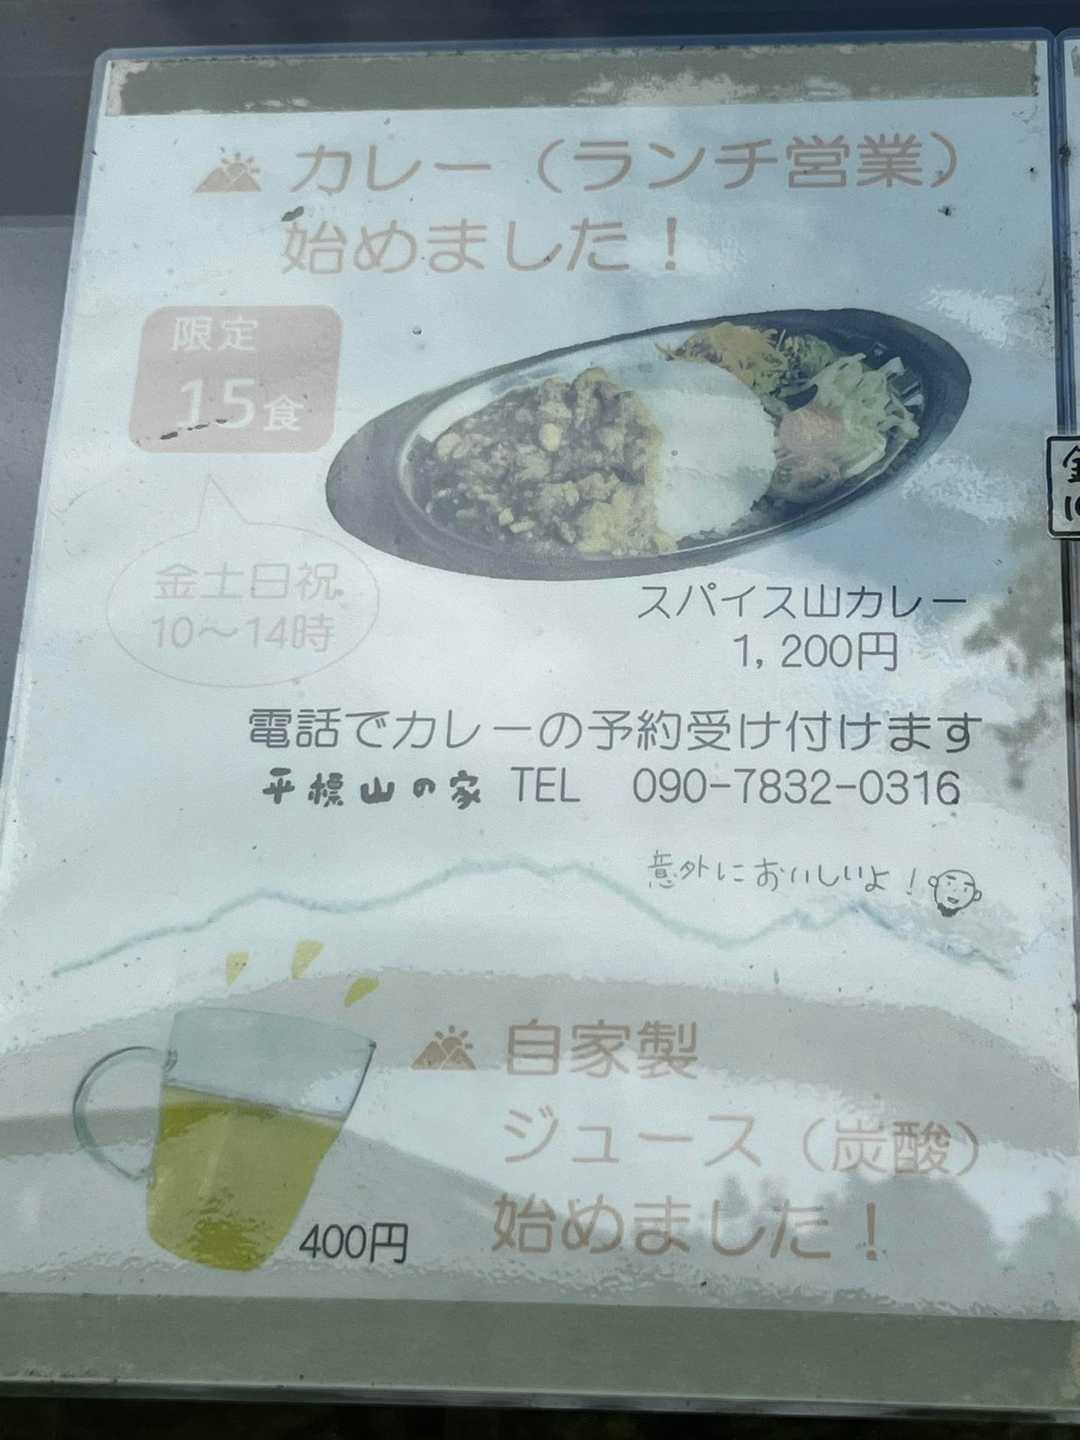 カレー（ランチ営業）
始めました！
限定
15食
金土日祝
10～14時
スパイス山カレー
1,200円
電話でカレーの予約受け付けます
平標山の家 TEL 090-7832-0316
意外においしいよ！
自家製
ジュース（炭酸）
始めました！
400円